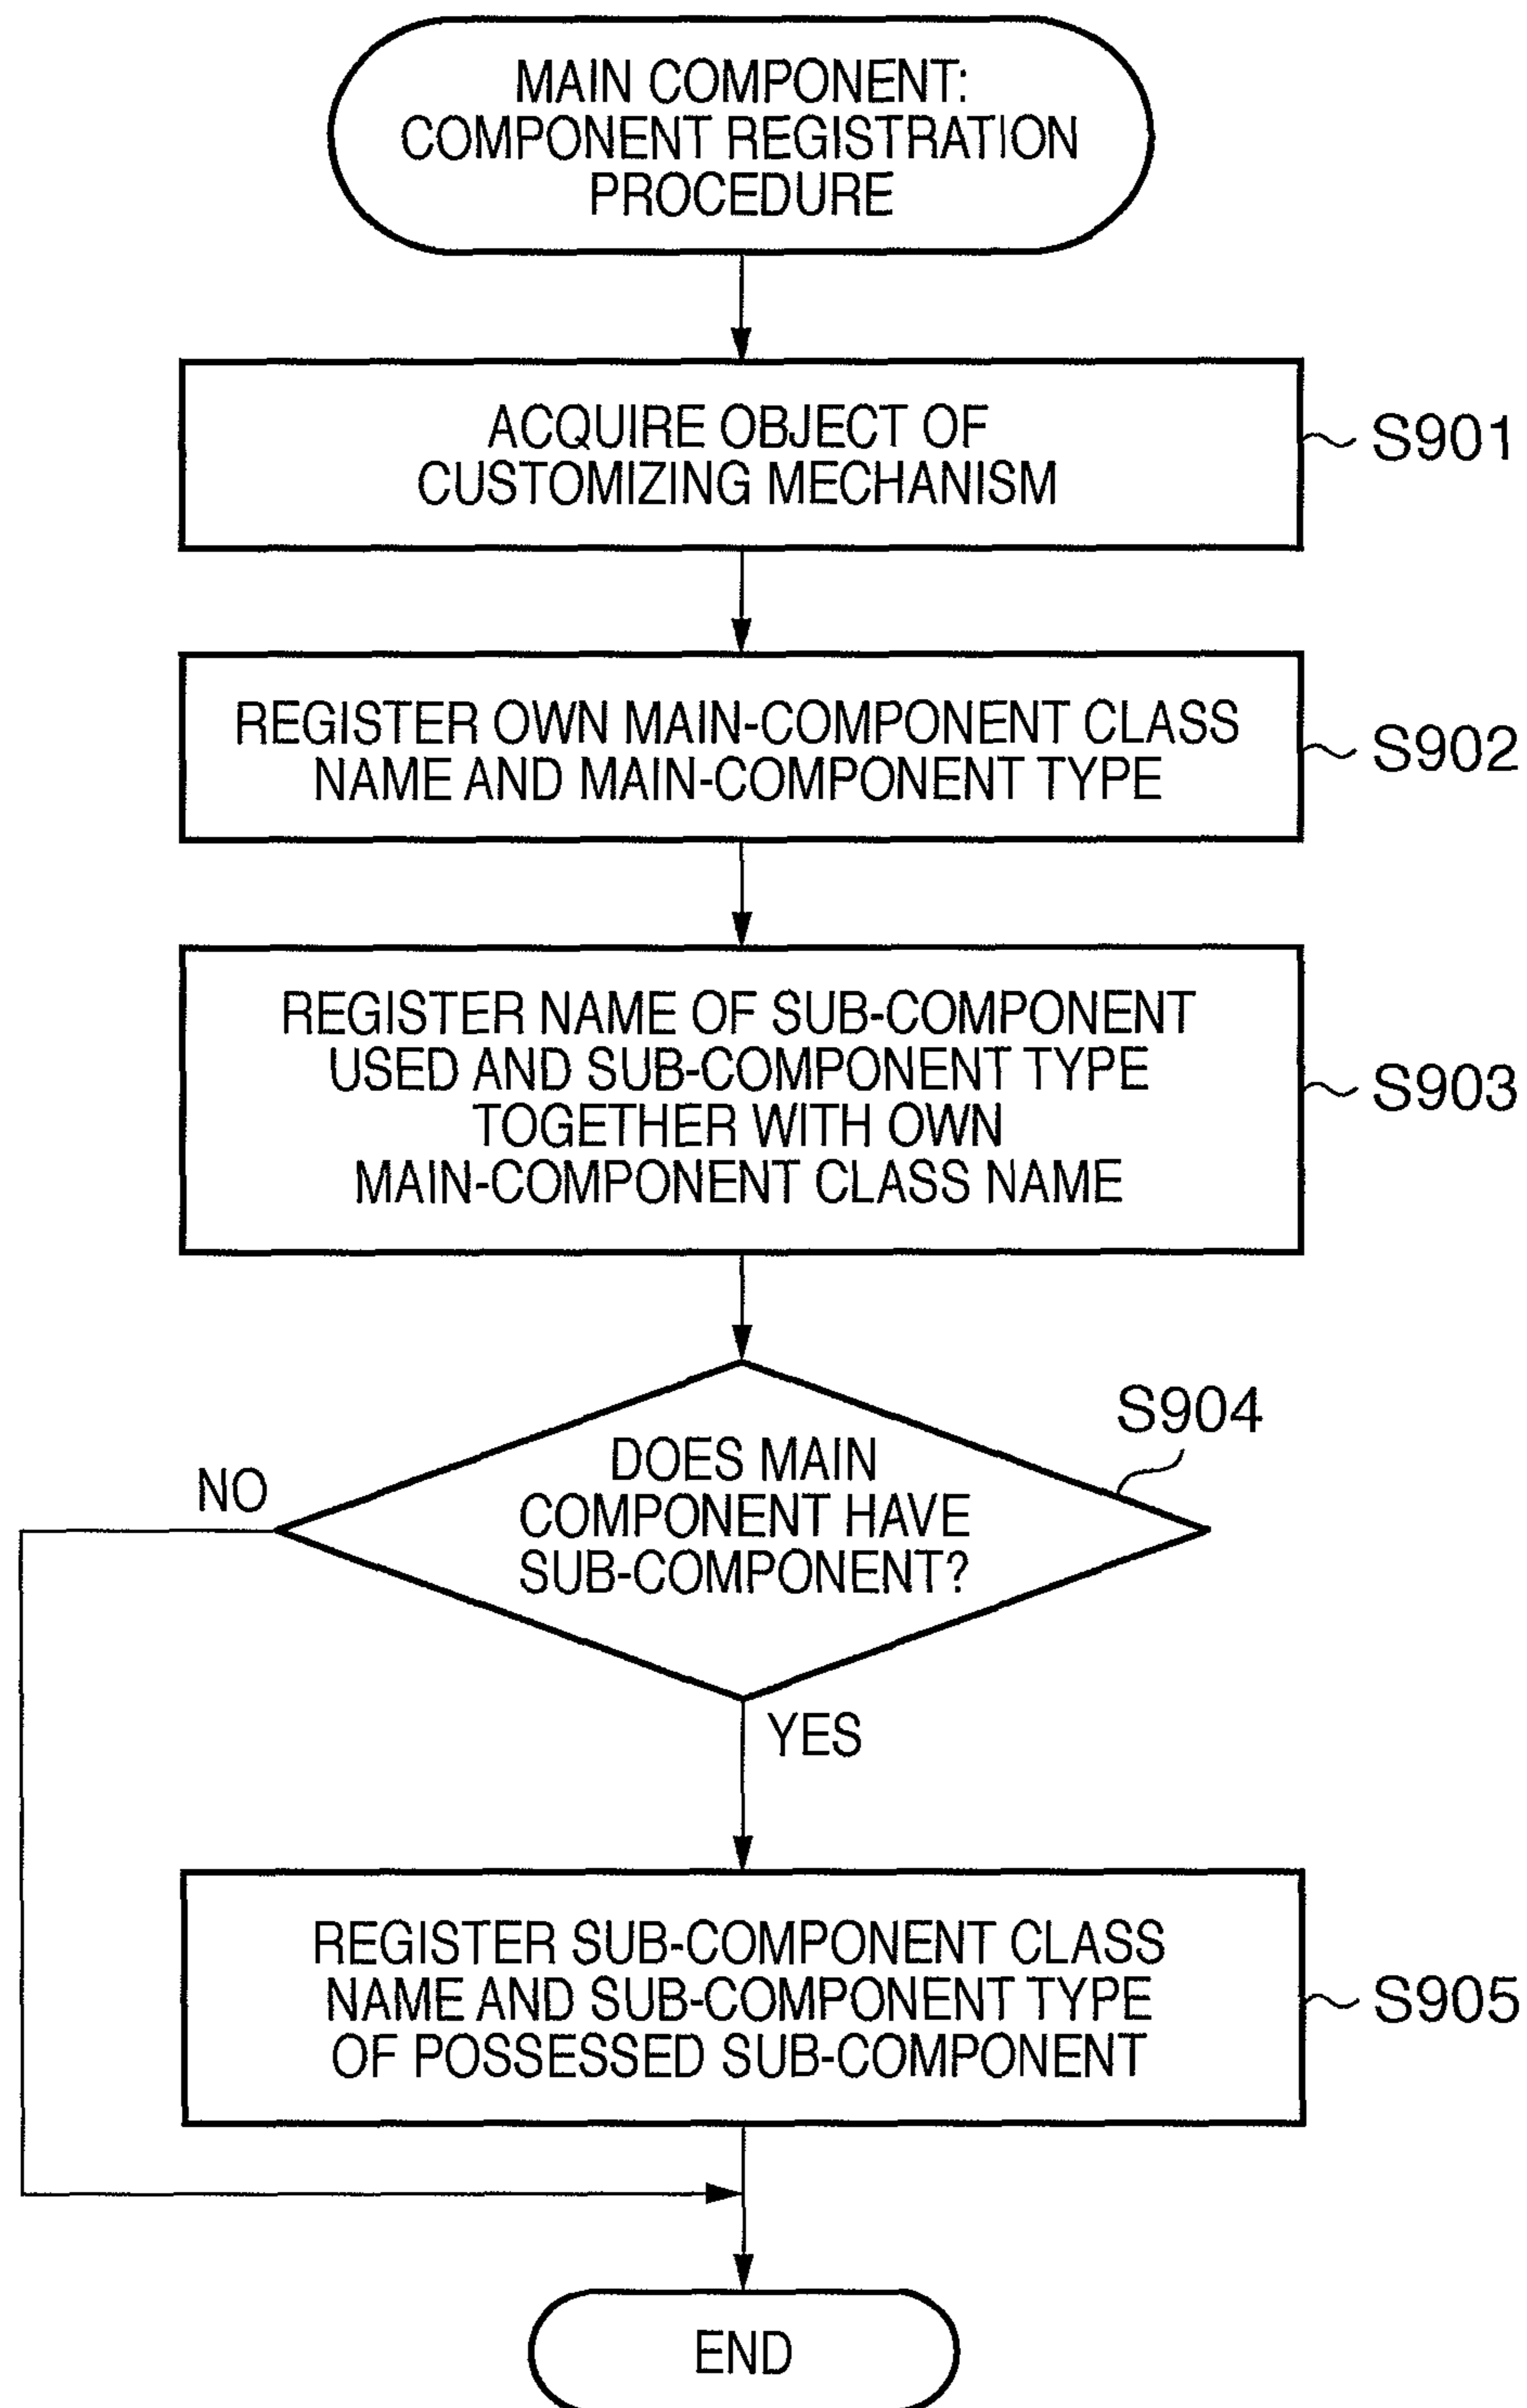 MAIN COMPONENT:
COMPONENT REGISTRATION
PROCEDURE
ACQUIRE OBJECT OF
CUSTOMIZING MECHANISM
S901
REGISTER OWN MAIN-COMPONENT CLASS
NAME AND MAIN-COMPONENT TYPE
S902
REGISTER NAME OF SUB-COMPONENT
USED AND SUB-COMPONENT TYPE
TOGETHER WITH OWN
MAIN-COMPONENT CLASS NAME
S903
S904
DOES MAIN
COMPONENT HAVE
SUB-COMPONENT?
NO
YES
REGISTER SUB-COMPONENT CLASS
NAME AND SUB-COMPONENT TYPE
OF POSSESSED SUB-COMPONENT
S905
END